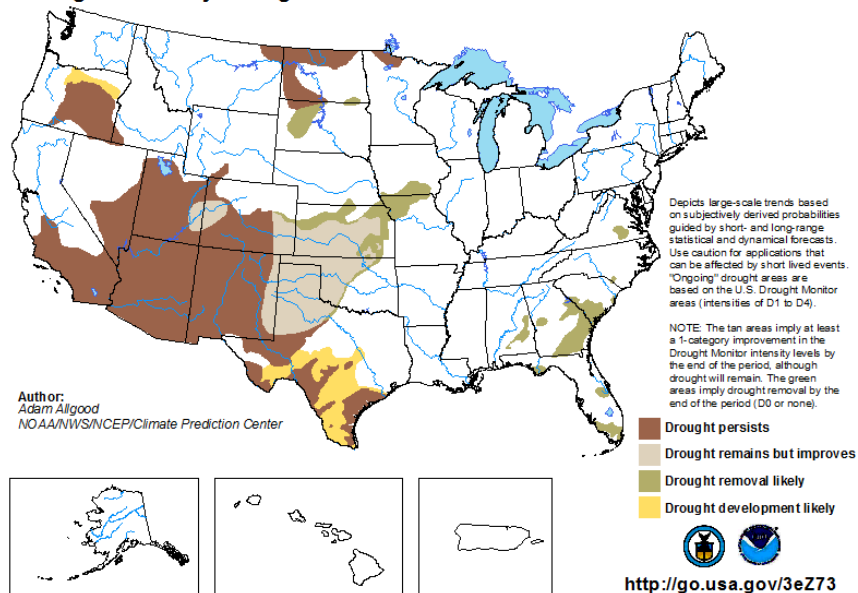 Depicts large-scale trends based
on subjectively derived probabilities
guided by short- and long-range
statistical and dynamical forecasts.
Use caution for applications that
can be affected by short lived events.
"Ongoing" drought areas are
based on the U.S. Drought Monitor
areas (intensities of D1 to D4).
NOTE: The tan areas imply at least
a 1-category improvement in the
Drought Monitor intensity levels by
the end of the period, although
drought will remain. The green
areas imply drought removal by the
end of the period (D0 or none).
Author:
Adam Allgood
NOAA/NWS/NCEP/Climate Prediction Center
Drought persists
Drought remains but improves
Drought removal likely
Drought development likely
http://go.usa.gov/3eZ73